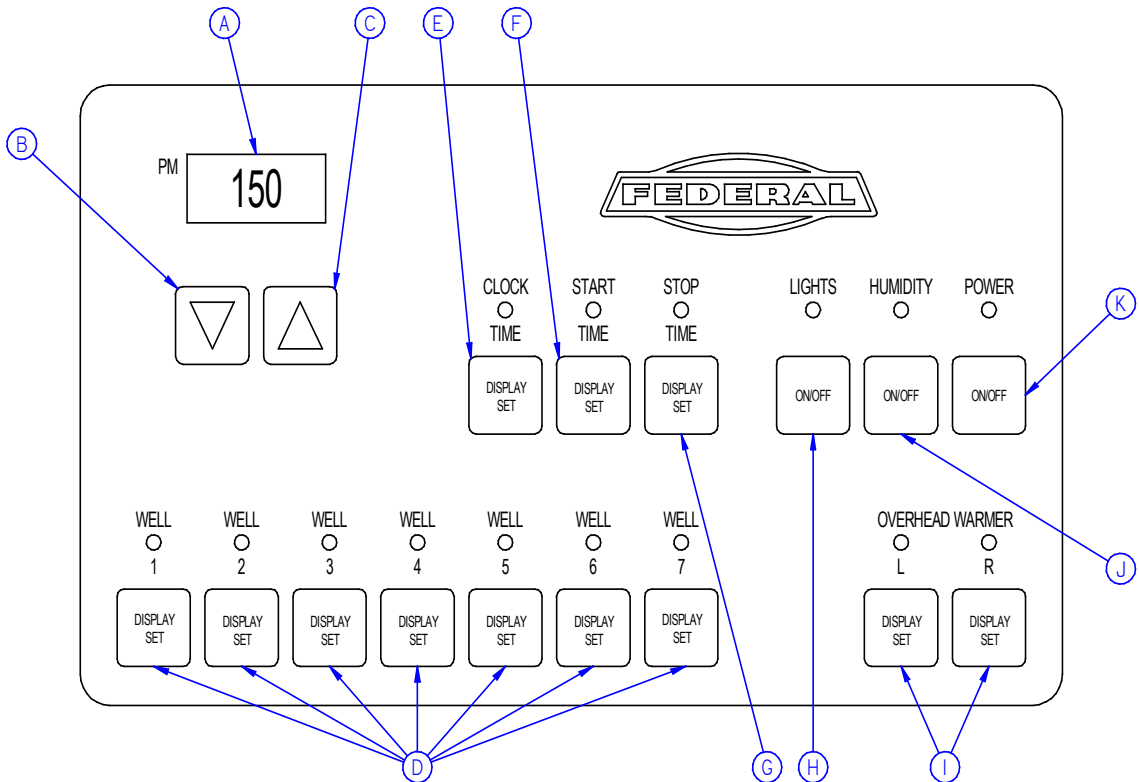 A
C
E
F
B
PM
150
FEDERAL
CLOCK
TIME
START
TIME
STOP
TIME
LIGHTS
HUMIDITY
POWER
K
DISPLAY
SET
DISPLAY
SET
DISPLAY
SET
ON/OFF
ON/OFF
ON/OFF
WELL
1
WELL
2
WELL
3
WELL
4
WELL
5
WELL
6
WELL
7
OVERHEAD WARMER
L
R
J
DISPLAY
SET
DISPLAY
SET
DISPLAY
SET
DISPLAY
SET
DISPLAY
SET
DISPLAY
SET
DISPLAY
SET
DISPLAY
SET
DISPLAY
SET
D
G
H
I